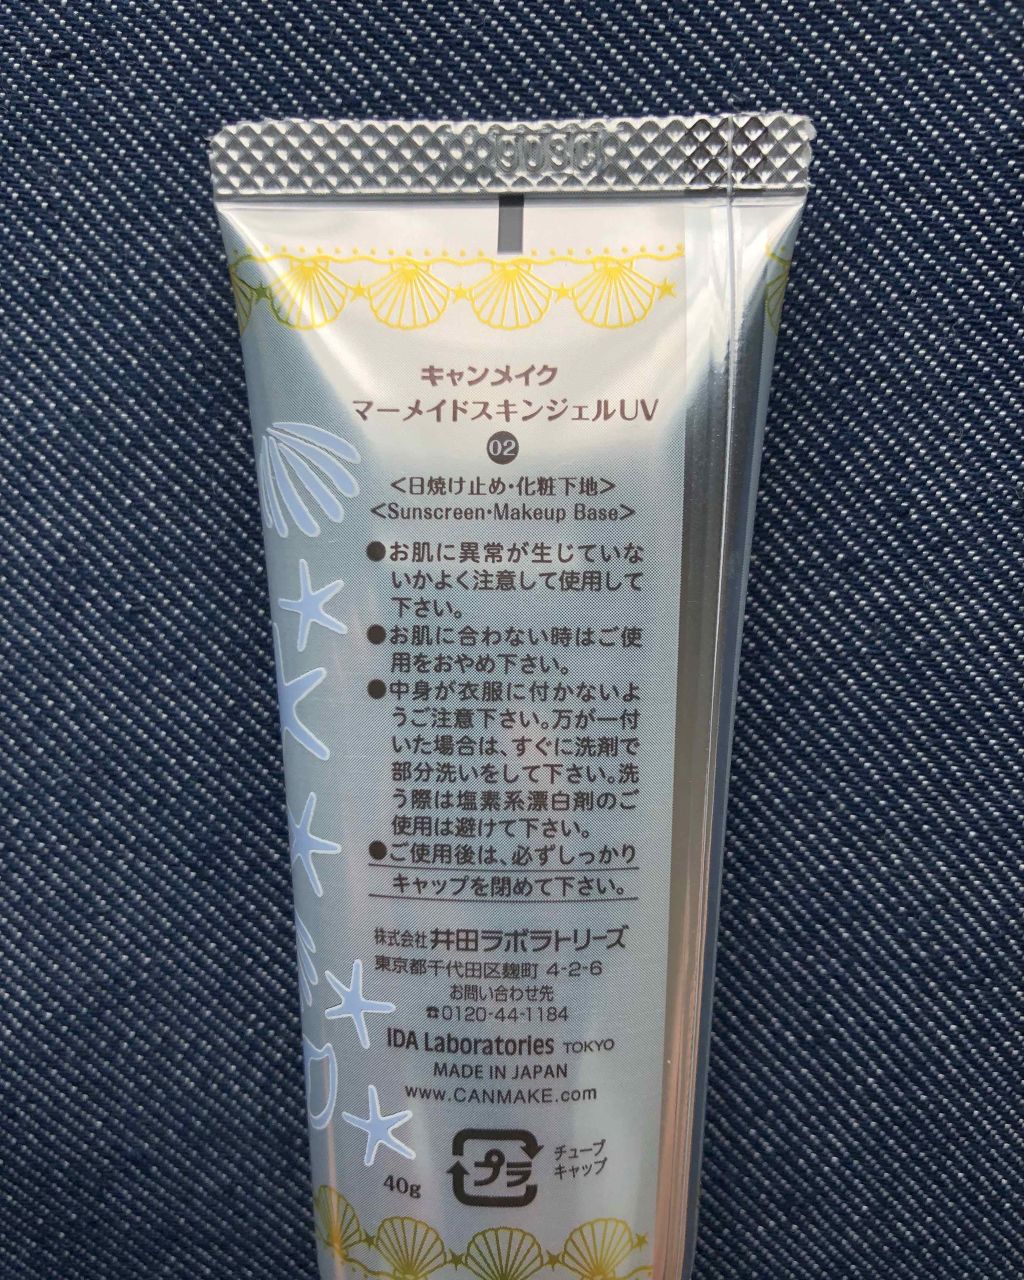 キャンメイク
マーメイドスキンジェルUV
02
<日焼け止め・化粧下地>
<Sunscreen・Makeup Base>
●お肌に異常が生じていな
いかよく注意して使用して
下さい。
●お肌に合わない時はご使
用をおやめ下さい。
●中身が衣服に付かないよ
うご注意下さい。万が一付
いた場合は、すぐに洗剤で
部分洗いをして下さい。洗
う際は塩素系漂白剤のご
使用は避けて下さい。
●ご使用後は、必ずしっかり
キャップを閉めて下さい。
株式会社 井田ラボラトリーズ
東京都千代田区麹町 4-2-6
お問い合わせ先
☎0120-44-1184
IDA Laboratories TOKYO
MADE IN JAPAN
www.CANMAKE.com
プラ
チューブ
キャップ
40g